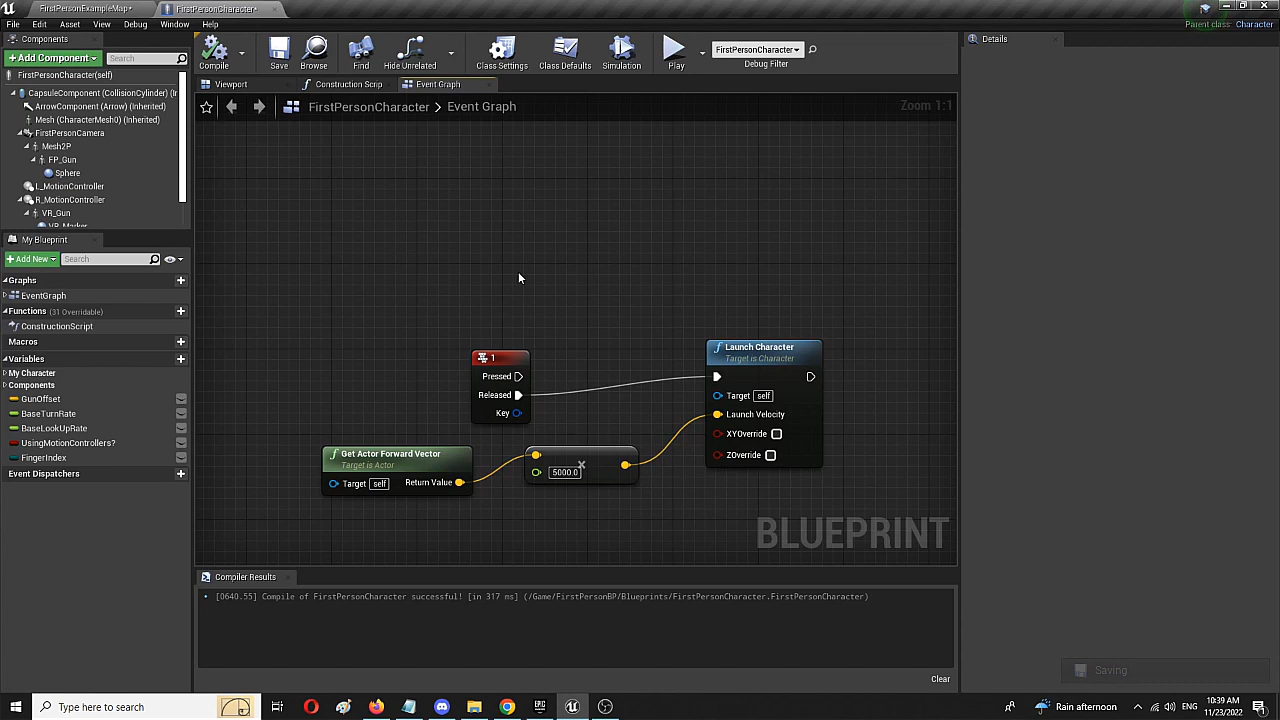 FirstPersonExampleMap*
FirstPersonCharacter*
File Edit Asset View Debug Window Help
Parent class: Character
Components
+ Add Component
Search
FirstPersonCharacter(self)
CapsuleComponent (CollisionCylinder) (Ir
ArrowComponent (Arrow) (Inherited)
Mesh (CharacterMesh0) (Inherited)
FirstPersonCamera
Mesh2P
FP_Gun
Sphere
L_MotionController
R_MotionController
VR_Gun
VR_Marker
Compile
Save
Browse
Find
Hide Unrelated
Class Settings
Class Defaults
Simulation
Play
FirstPersonCharacter
Debug Filter
Details
Viewport
Construction Scrip
Event Graph
FirstPersonCharacter > Event Graph
Zoom 1:1
My Blueprint
+ Add New
Search
Graphs
EventGraph
Functions (31 Overridable)
ConstructionScript
Macros
Variables
My Character
Components
GunOffset
BaseTurnRate
BaseLookUpRate
UsingMotionControllers?
FingerIndex
Event Dispatchers
1
Pressed
Released
Key
Get Actor Forward Vector
Target is Actor
Target self
Return Value
5000.0
Launch Character
Target is Character
Target self
Launch Velocity
XYOverride
ZOverride
BLUEPRINT
Compiler Results
[0640.55] Compile of FirstPersonCharacter successful! [in 317 ms] (/Game/FirstPersonBP/Blueprints/FirstPersonCharacter.FirstPersonCharacter)
Clear
Saving
Type here to search
Rain afternoon
ENG
10:39 AM
11/23/2022